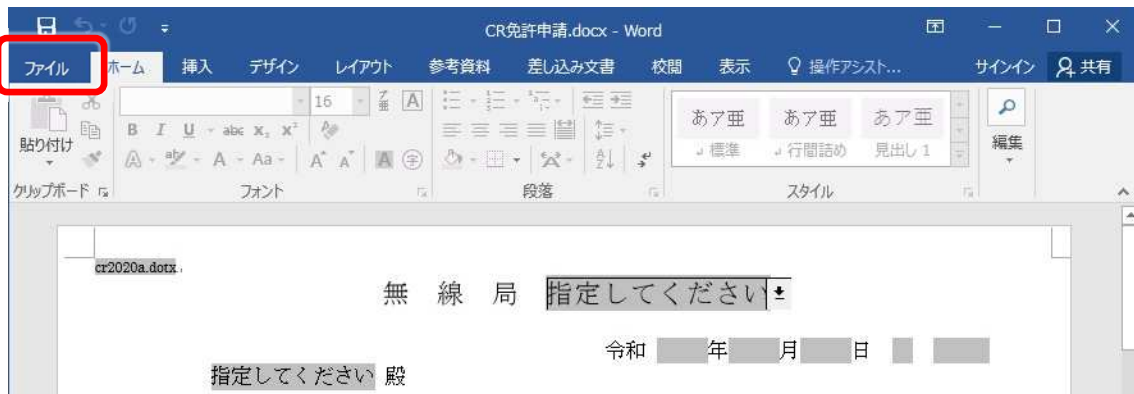 CR免許申請.docx - Word
ファイル ホーム 挿入 デザイン レイアウト 参考資料 差し込み文書 校閲 表示 操作アシスト... サインイン 共有
16
貼り付け
B I U abc X₂ X²
A A Aa A A A 字
あア亜 あア亜 あア亜
標準 行間詰め 見出し 1
編集
クリップボード フォント 段落 スタイル
cr2020a.dotx
無 線 局 指定してください
令和 年 月 日
指定してください 殿